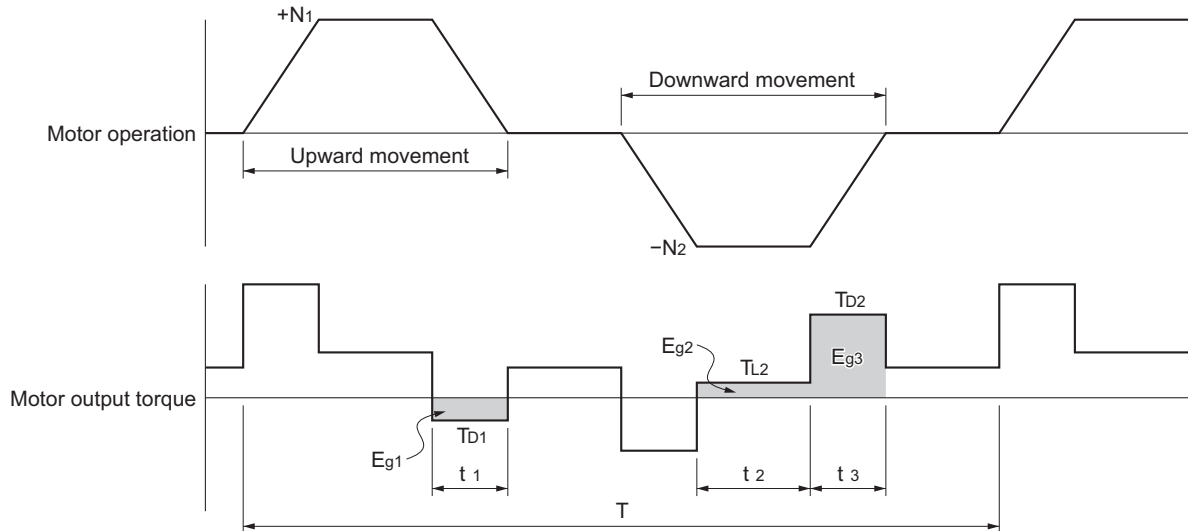 +N1
Downward movement
Motor operation
Upward movement
−N2
TD2
Eg2
TL2
Eg3
Motor output torque
TD1
Eg1
t 1
t 2
t 3
T